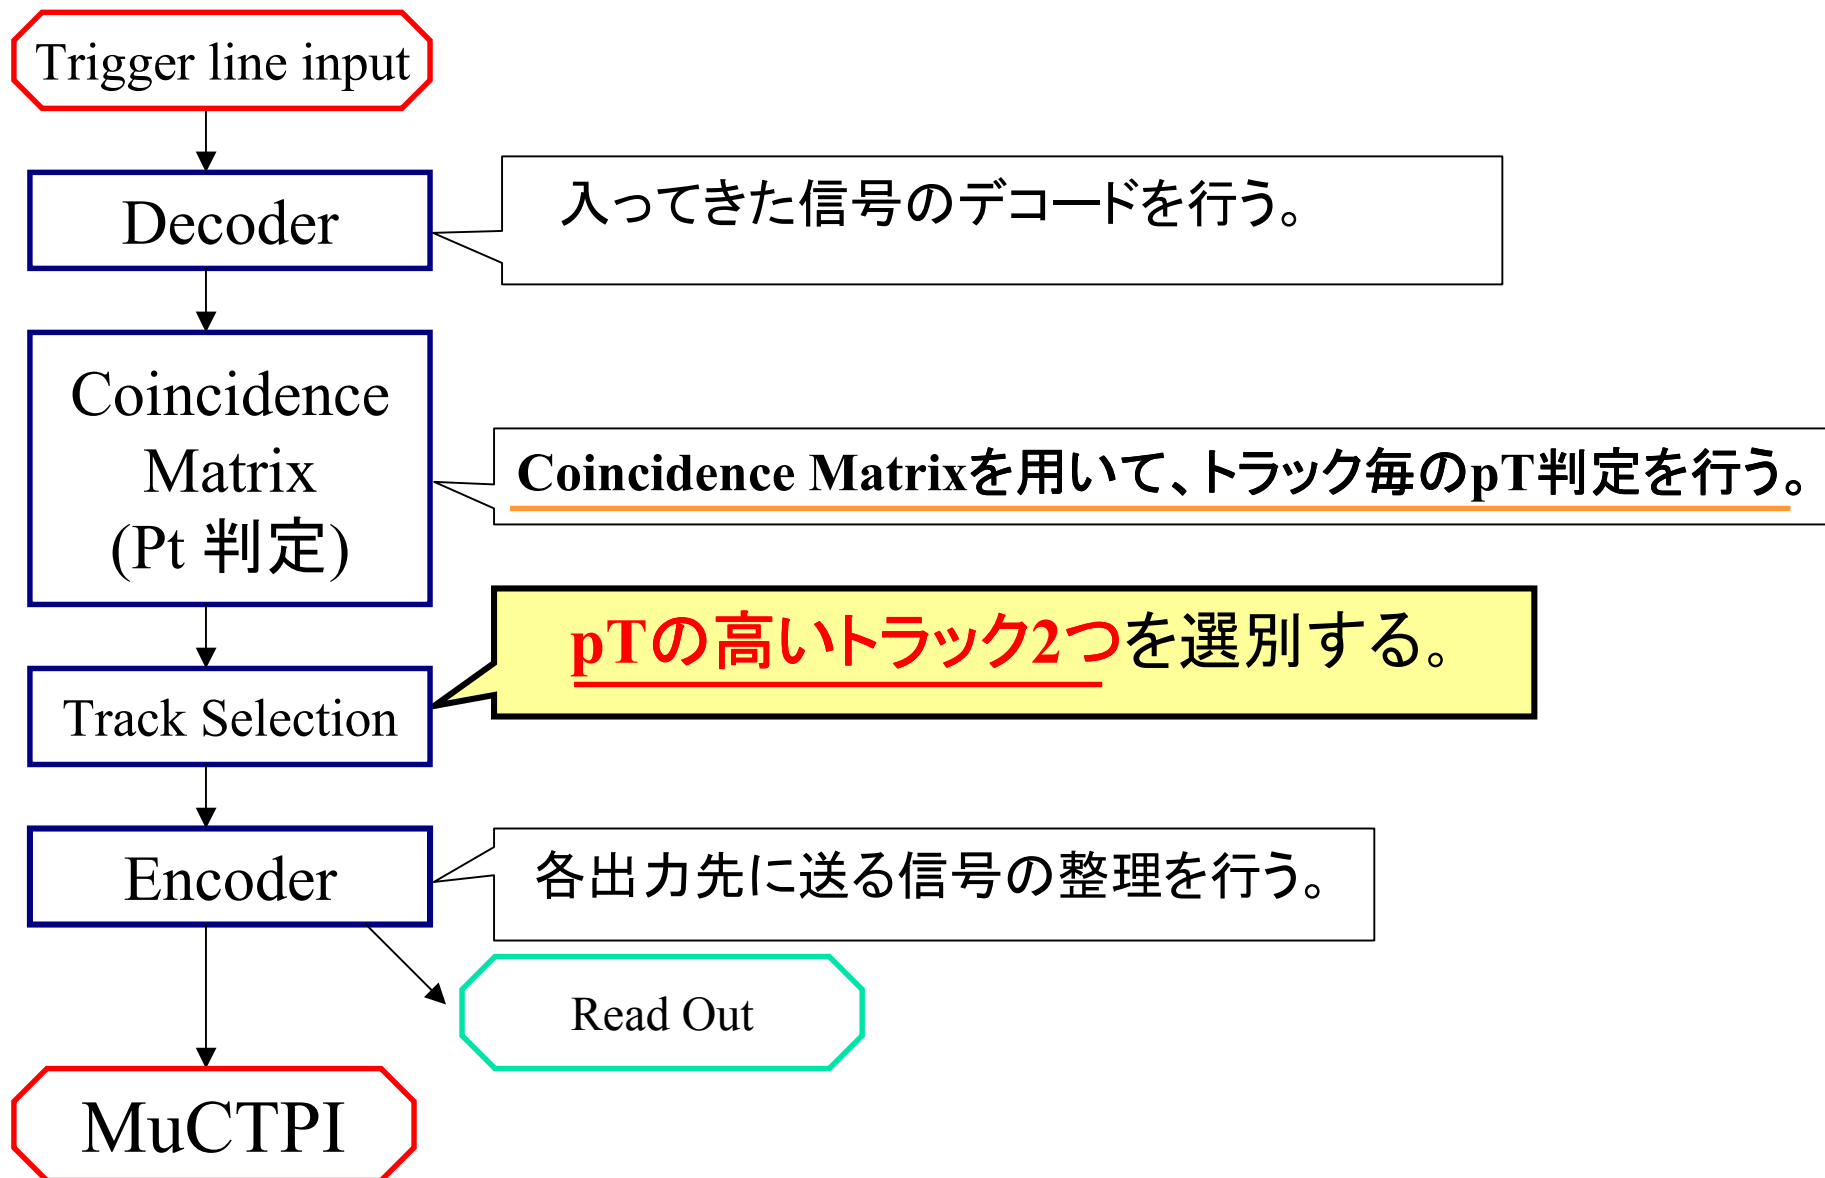 Trigger line input
Decoder
入ってきた信号のデコードを行う。
Coincidence
Matrix
(Pt 判定)
Coincidence Matrixを用いて、トラック毎のpT判定を行う。
pTの高いトラック2つを選別する。
Track Selection
Encoder
各出力先に送る信号の整理を行う。
Read Out
MuCTPI